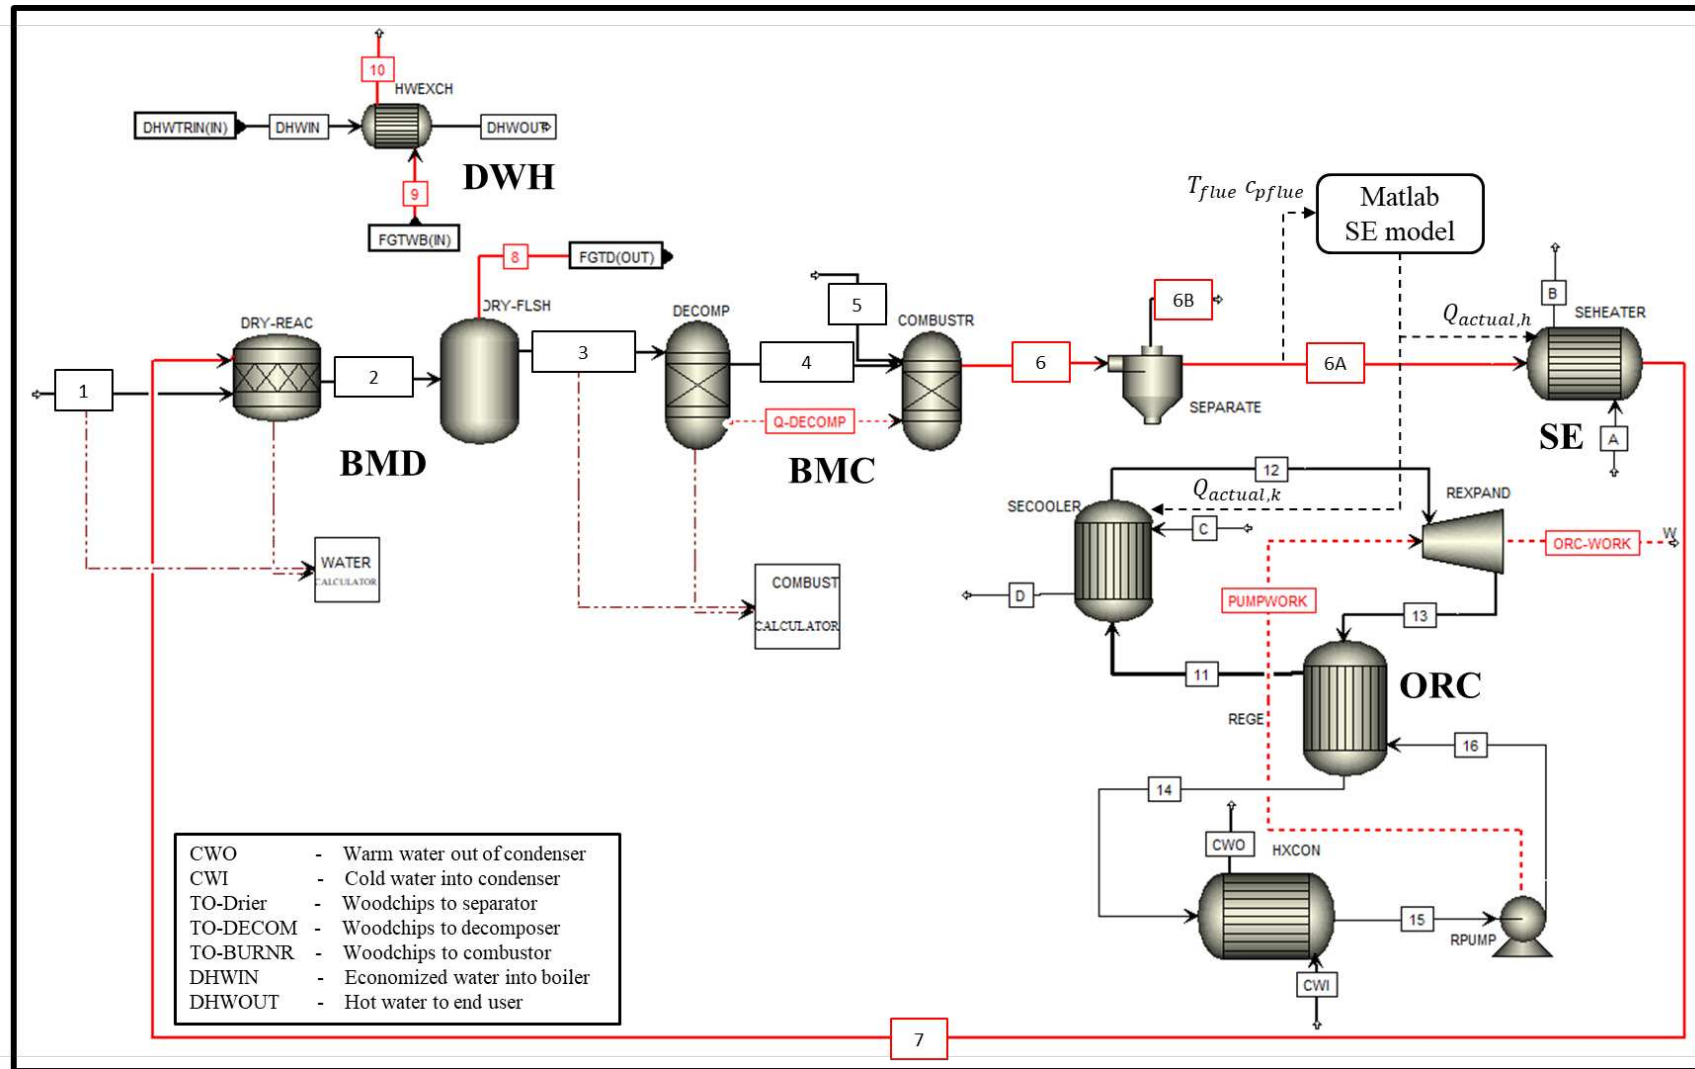 10
HWEXCH
DHWTRIN(IN)
DHWIN
DHWOUT
DWH
9
FGTWB(IN)
8
FGTD(OUT)
DRY-FLSH
DRY-REAC
1
2
3
BMD
DECOMP
4
5
COMBUSTR
Q-DECOMP
BMC
6
6B
SEPARATE
6A
T_flue c_pflue
Matlab
SE model
Q_actual,h
B
SEHEATER
SE
A
WATER
CALCULATOR
COMBUST
CALCULATOR
12
Q_actual,k
SECOOLER
C
D
REXPAND
ORC-WORK
W
PUMPWORK
13
11
ORC
REGE
16
14
CWO
HXCON
15
RPUMP
CWI
CWO - Warm water out of condenser
CWI - Cold water into condenser
TO-Drier - Woodchips to separator
TO-DECOM - Woodchips to decomposer
TO-BURNR - Woodchips to combustor
DHWIN - Economized water into boiler
DHWOUT - Hot water to end user
7